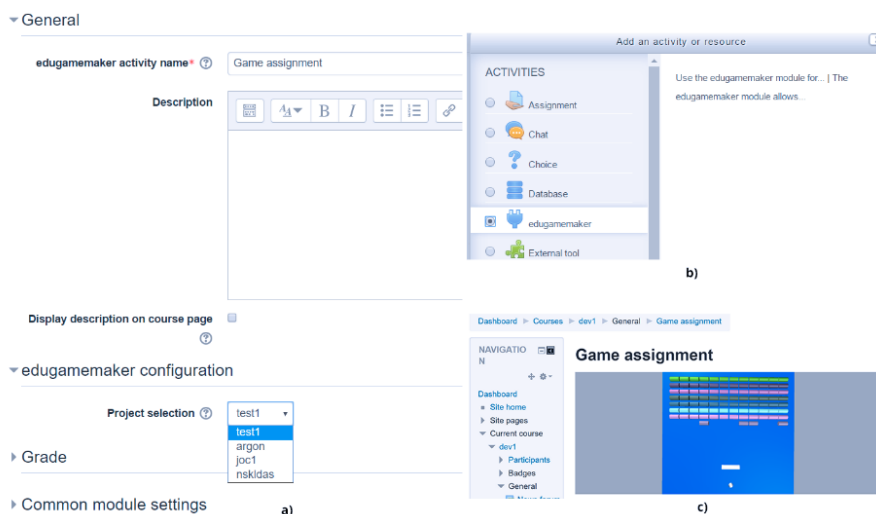 General
edugamemaker activity name*
Game assignment
Description
B I
Display description on course page
edugamemaker configuration
Project selection
test1
test1
argon
joc1
nskldas
Grade
Common module settings
a)
Add an activity or resource
ACTIVITIES
Assignment
Chat
Choice
Database
edugamemaker
External tool
Use the edugamemaker module for... | The
edugamemaker module allows...
b)
Dashboard Courses dev1 General Game assignment
NAVIGATIO
N
Dashboard
Site home
Site pages
Current course
dev1
Participants
Badges
General
Game assignment
c)